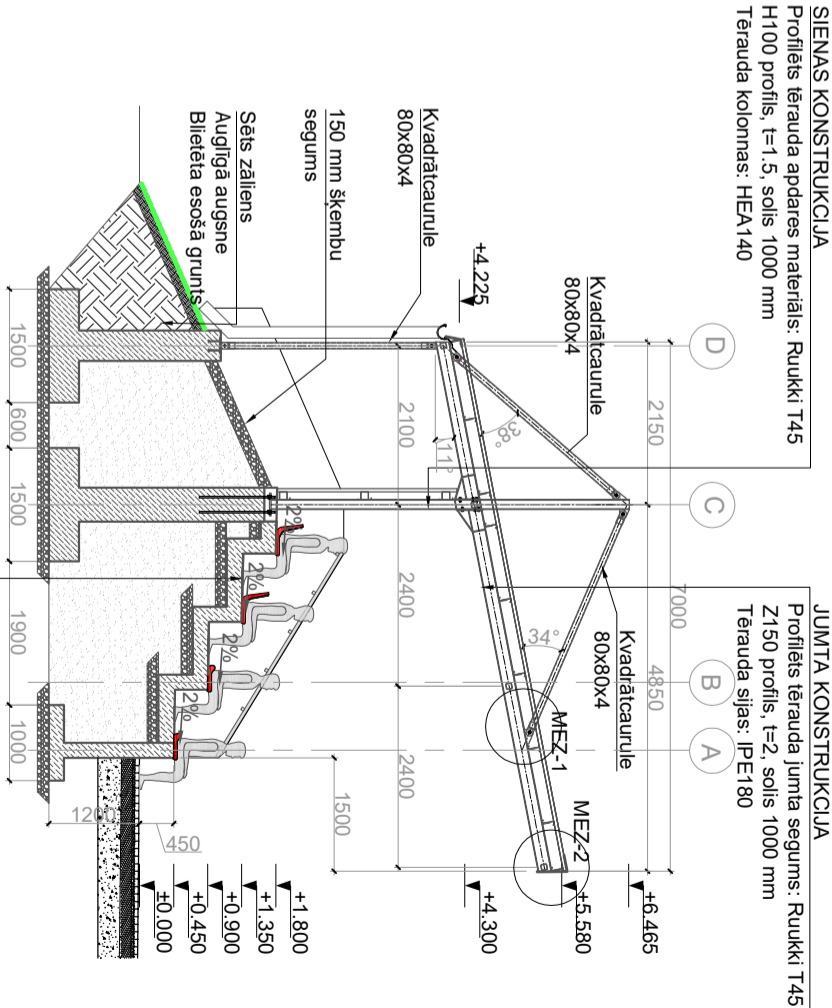 SIENAS KONSTRUKCIJA
Profilēts tērauda apdares materiāls: Ruukki T45
H100 profils, t=1.5, solis 1000 mm
Tērauda kolonnas: HEA140
JUMTA KONSTRUKCIJA
Profilēts tērauda jumta segums: Ruukki T45
Z150 profils, t=2, solis 1000 mm
Tērauda sijas: IPE180
D
C
B
A
7000
2150
4850
Kvadrātcaurule
80x80x4
Kvadrātcaurule
80x80x4
Kvadrātcaurule
80x80x4
38°
34°
11°
MEZ-1
MEZ-2
+6.465
+5.580
+4.300
+4.225
2100
2400
2400
1500
150 mm šķembu
segums
Sēts zāliens
Auglīgā augsne
Blietēta esošā grunts
2%
2%
2%
2%
+1.800
+1.350
+0.900
+0.450
±0.000
450
1200
1500
600
1500
1900
1000